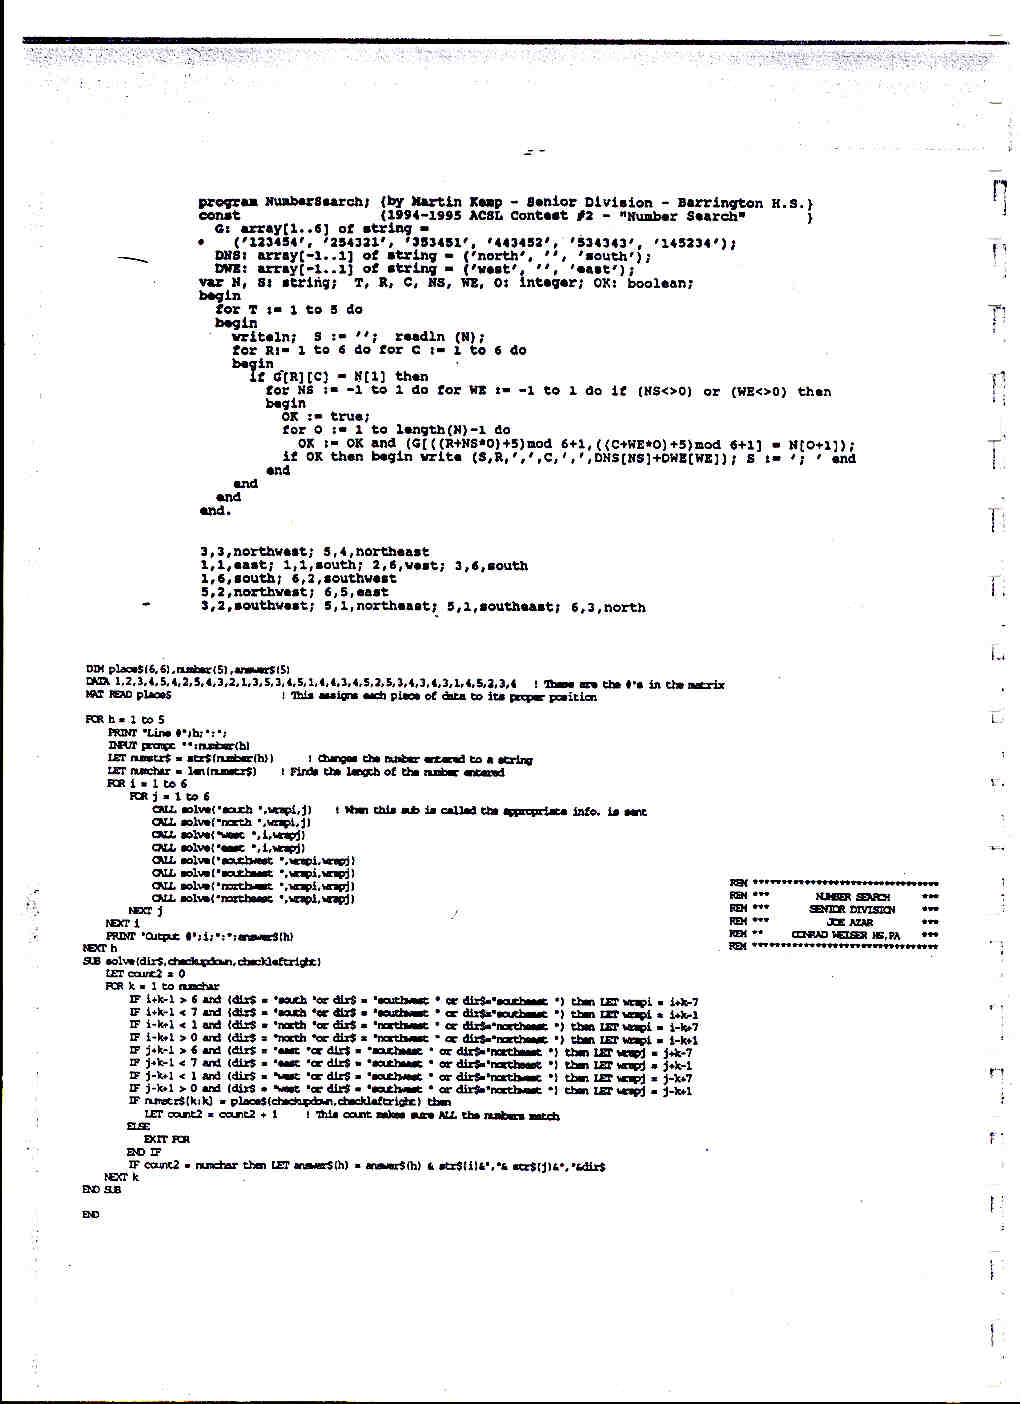 program NumberSearch; {by Martin Kemp - Senior Division - Barrington H.S.}
const {1994-1995 ACSL Contest #2 - "Number Search" }
G: array[1..6] of string =
('123454', '254321', '353451', '443452', '534343', '145234');
DNS: array[-1..1] of string = ('north', '', 'south');
DWE: array[-1..1] of string = ('west', '', 'east');
var N, S: string; T, R, C, NS, WE, O: integer; OK: boolean;
begin
for T := 1 to 5 do
begin
writeln; S := ''; readln (N);
for R:= 1 to 6 do for C := 1 to 6 do
begin
if G[R][C] = N[1] then
for NS := -1 to 1 do for WE := -1 to 1 do if (NS<>0) or (WE<>0) then
begin
OK := true;
for O := 1 to length(N)-1 do
OK := OK and (G[((R+NS*O)+5)mod 6+1,((C+WE*O)+5)mod 6+1] = N[O+1]);
if OK then begin write (S,R,',',C,',',DNS[NS]+DWE[WE]); S := '; ' end
end
end
end
end.
3,3,northwest; 5,4,northeast
1,1,east; 1,1,south; 2,6,west; 3,6,south
1,6,south; 6,2,southwest
5,2,northwest; 6,5,east
3,2,southwest; 5,1,northeast; 5,1,southeast; 6,3,north
DIM place$(6,6),number(5),answer$(5)
DATA 1,2,3,4,5,4,2,5,4,3,2,1,3,5,3,4,5,1,4,4,3,4,5,2,5,3,4,3,4,3,1,4,5,2,3,4 ! These are the #'s in the matrix
MAT READ place$ ! This assigns each piece of data to its proper position
FOR h = 1 to 5
PRINT "Line #";h;":";
INPUT prompt "":number(h)
LET numstr$ = str$(number(h)) ! Changes the number entered to a string
LET numchar = len(numstr$) ! Finds the length of the number entered
FOR i = 1 to 6
FOR j = 1 to 6
CALL solve("south ",wrapi,j) ! When this sub is called the appropriate info. is sent
CALL solve("north ",wrapi,j)
CALL solve("west ",i,wrapj)
CALL solve("east ",i,wrapj)
CALL solve("southwest ",wrapi,wrapj)
CALL solve("southeast ",wrapi,wrapj)
CALL solve("northwest ",wrapi,wrapj)
CALL solve("northeast ",wrapi,wrapj)
NEXT j
NEXT i
PRINT "Output #";i;":";answer$(h)
NEXT h
REM ********************************
REM *** NUMBER SEARCH ***
REM *** SENIOR DIVISION ***
REM *** JOE AZAR ***
REM ** CONRAD WEISER HS,PA ***
REM ********************************
SUB solve(dir$,checkupdown,checkleftright)
LET count2 = 0
FOR k = 1 to numchar
IF i+k-1 > 6 and (dir$ = "south "or dir$ = "southwest " or dir$="southeast ") then LET wrapi = i+k-7
IF i+k-1 < 7 and (dir$ = "south "or dir$ = "southwest " or dir$="southeast ") then LET wrapi = i+k-1
IF i-k+1 < 1 and (dir$ = "north "or dir$ = "northwest " or dir$="northeast ") then LET wrapi = i-k+7
IF i-k+1 > 0 and (dir$ = "north "or dir$ = "northwest " or dir$="northeast ") then LET wrapi = i-k+1
IF j+k-1 > 6 and (dir$ = "east "or dir$ = "southeast " or dir$="northeast ") then LET wrapj = j+k-7
IF j+k-1 < 7 and (dir$ = "east "or dir$ = "southeast " or dir$="northeast ") then LET wrapj = j+k-1
IF j-k+1 < 1 and (dir$ = "west "or dir$ = "southwest " or dir$="northwest ") then LET wrapj = j-k+7
IF j-k+1 > 0 and (dir$ = "west "or dir$ = "southwest " or dir$="northwest ") then LET wrapj = j-k+1
IF numstr$(k:k) = place$(checkupdown,checkleftright) then
LET count2 = count2 + 1 ! This count makes sure ALL the numbers match
ELSE
EXIT FOR
END IF
IF count2 = numchar then LET answer$(h) = answer$(h) & str$(i)&","& str$(j)&","&dir$
NEXT k
END SUB
END